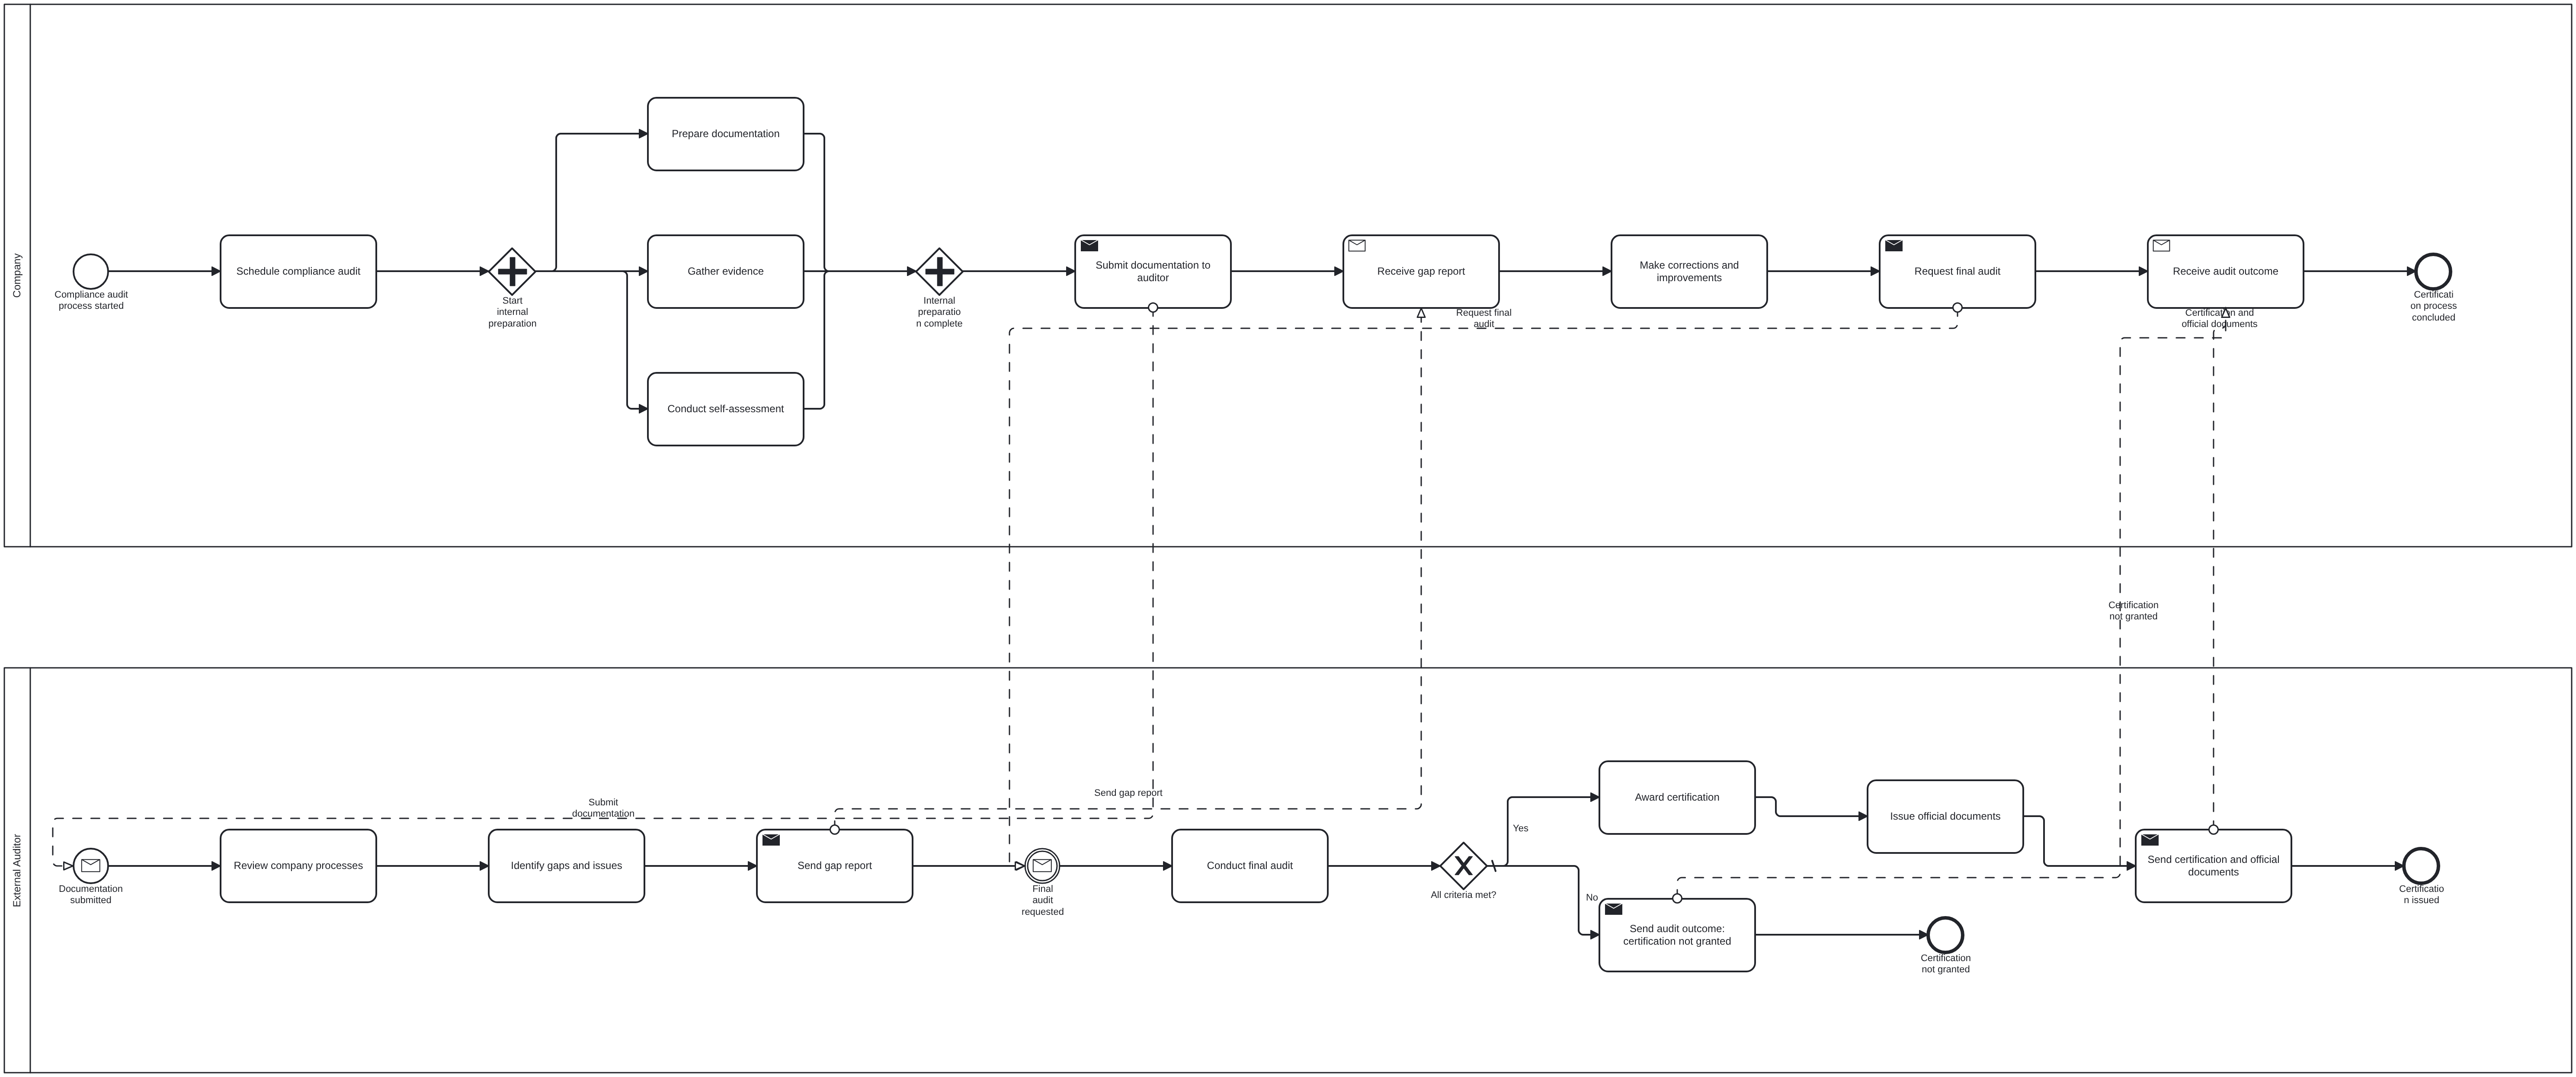 Company
Compliance audit
process started
Schedule compliance audit
Start
internal
preparation
Prepare documentation
Gather evidence
Conduct self-assessment
Internal
preparatio
n complete
Submit documentation to
auditor
Receive gap report
Make corrections and
improvements
Request final audit
Receive audit outcome
Certificati
on process
concluded
Request final
audit
Certification and
official documents
Certification
not granted
External Auditor
Submit
documentation
Send gap report
Documentation
submitted
Review company processes
Identify gaps and issues
Send gap report
Final
audit
requested
Conduct final audit
All criteria met?
Yes
No
Award certification
Issue official documents
Send audit outcome:
certification not granted
Certification
not granted
Send certification and official
documents
Certificatio
n issued